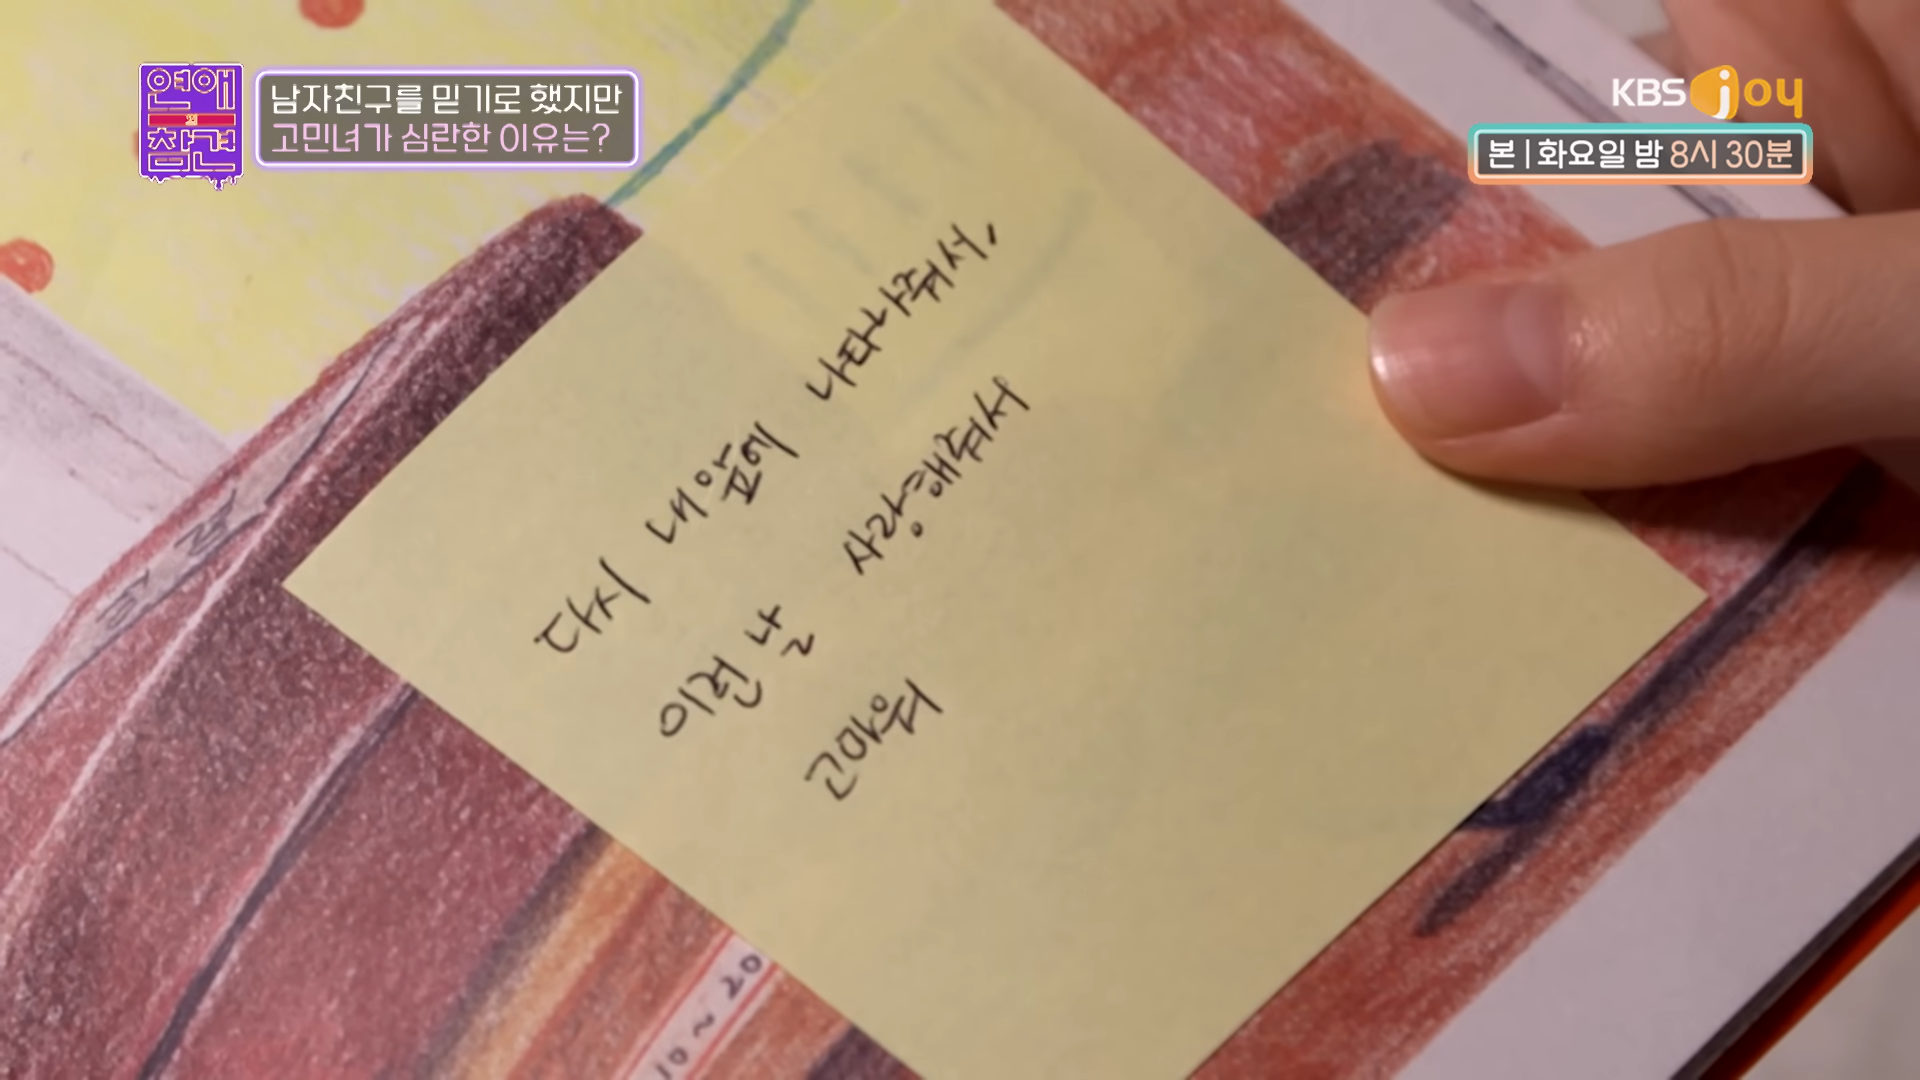 연애의 참견
남자친구를 믿기로 했지만
고민녀가 심란한 이유는?
KBS joy
본 | 화요일 밤 8시 30분
다시 내 앞에 나타나줘서,
이런 날 사랑해줘서
고마워
10~20